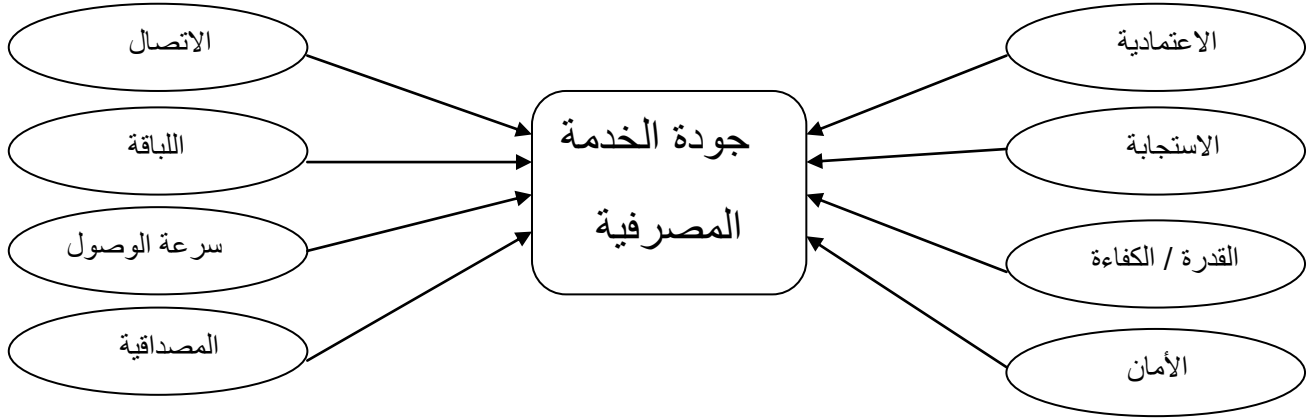 الاعتمادية
الاتصال
جودة الخدمة
المصرفية
الاستجابة
اللباقة
القدرة / الكفاءة
سرعة الوصول
الأمان
المصداقية